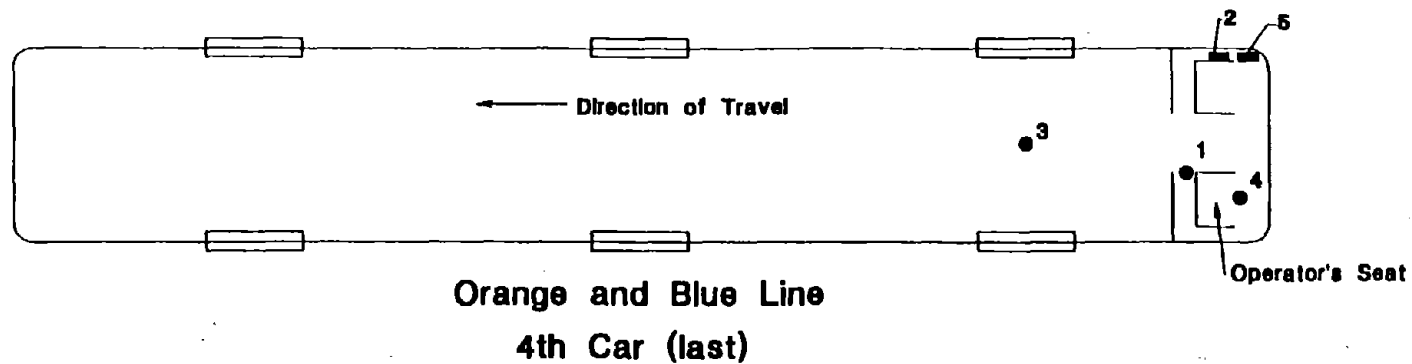 2 5
Direction of Travel
3
1
4
Operator's Seat
Orange and Blue Line
4th Car (last)